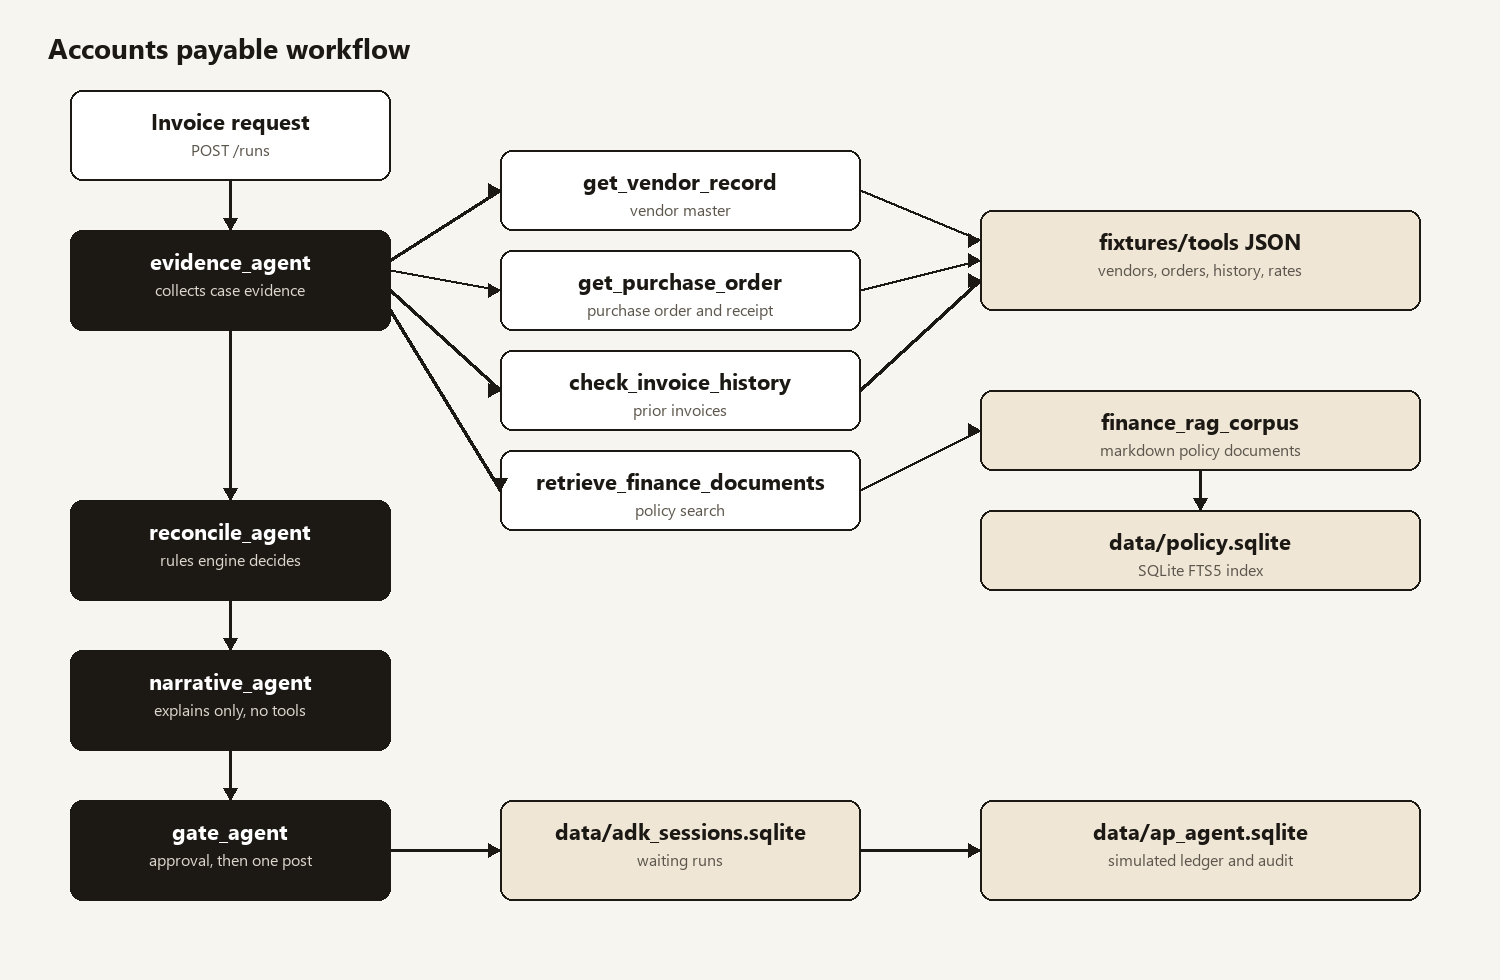 Accounts payable workflow
Invoice request
POST /runs
evidence_agent
collects case evidence
get_vendor_record
vendor master
get_purchase_order
purchase order and receipt
check_invoice_history
prior invoices
retrieve_finance_documents
policy search
fixtures/tools JSON
vendors, orders, history, rates
finance_rag_corpus
markdown policy documents
data/policy.sqlite
SQLite FTS5 index
reconcile_agent
rules engine decides
narrative_agent
explains only, no tools
gate_agent
approval, then one post
data/adk_sessions.sqlite
waiting runs
data/ap_agent.sqlite
simulated ledger and audit